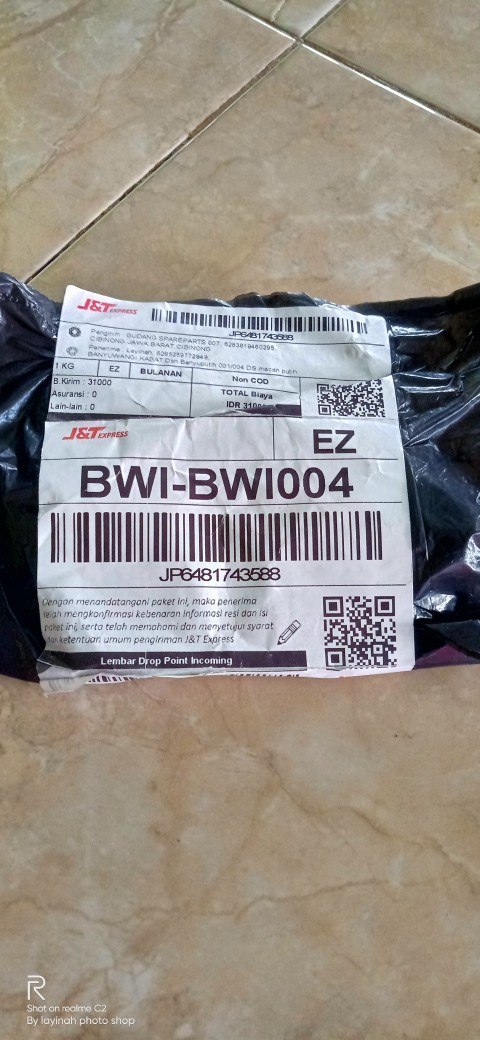 J&T EXPRESS
JP6481743588
Pengirim : GUDANG SPAREPARTS 007, 6283819460295,
CIBINONG JAWA BARAT, CIBINONG
Penerima : Layinah, 6285259772849,
BANYUWANGI, KABAT, Dsn Banyuputih 001/004 DS macan putih
1 KG EZ BULANAN Non COD
B.Kirim : 31000
Asuransi : 0 TOTAL Biaya
Lain-lain : 0 IDR 3100
J&T EXPRESS EZ
BWI-BWI004
JP6481743588
Dengan menandatangani paket ini, maka penerima
telah mengkonfirmasi kebenaran informasi resi dan isi
paket ini, serta telah memahami dan menyetujui syarat
dan ketentuan umum pengiriman J&T Express
Lembar Drop Point Incoming
R
Shot on realme C2
By layinah photo shop